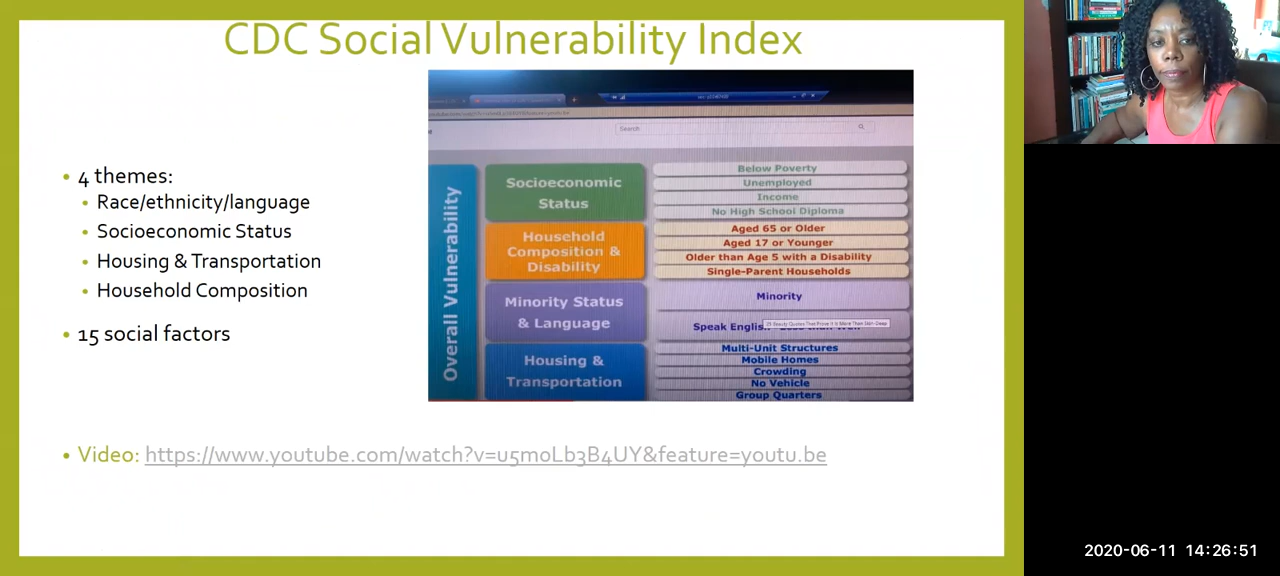 CDC Social Vulnerability Index
4 themes:
Race/ethnicity/language
Socioeconomic Status
Housing & Transportation
Household Composition
15 social factors
Search
Overall Vulnerability
Socioeconomic
Status
Below Poverty
Unemployed
Income
No High School Diploma
Household
Composition &
Disability
Aged 65 or Older
Aged 17 or Younger
Older than Age 5 with a Disability
Single-Parent Households
Minority Status
& Language
Minority
Speak English
Housing &
Transportation
Multi-Unit Structures
Mobile Homes
Crowding
No Vehicle
Group Quarters
Video: https://www.youtube.com/watch?v=u5moLb3B4UY&feature=youtu.be
2020-06-11 14:26:51